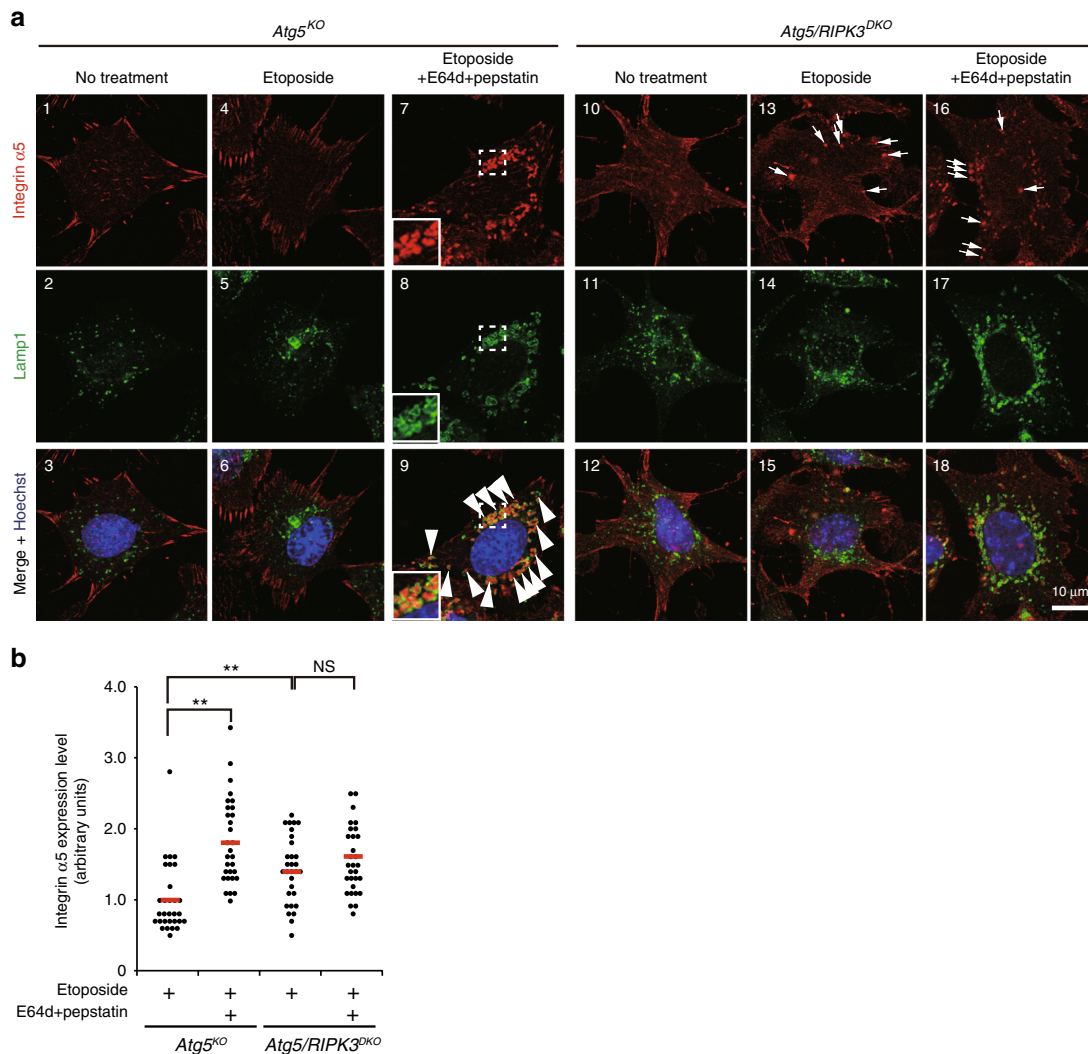 a
Atg5KO
Atg5/RIPK3DKO
No treatment
Etoposide
Etoposide
+E64d+pepstatin
No treatment
Etoposide
Etoposide
+E64d+pepstatin
Integrin α5
1
4
7
10
13
16
Lamp1
2
5
8
11
14
17
Merge + Hoechst
3
6
9
12
15
18
10 μm
b
**
NS
**
Integrin α5 expression level
(arbitrary units)
4.0
3.0
2.0
1.0
0
Etoposide + + + +
E64d+pepstatin + +
Atg5KO
Atg5/RIPK3DKO